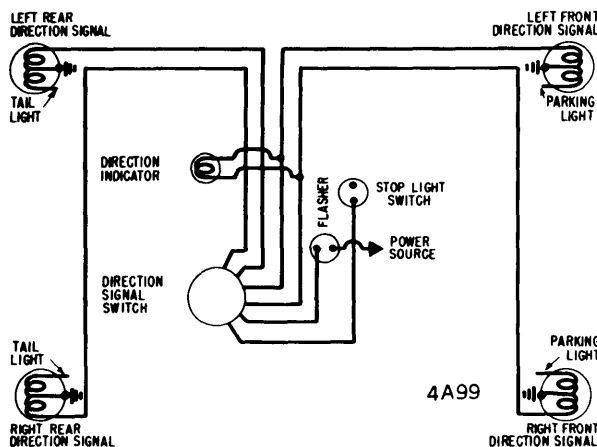 LEFT REAR
DIRECTION SIGNAL
LEFT FRONT
DIRECTION SIGNAL
TAIL
LIGHT
PARKING
LIGHT
DIRECTION
INDICATOR
FLASHER
STOP LIGHT
SWITCH
POWER
SOURCE
DIRECTION
SIGNAL
SWITCH
TAIL
LIGHT
PARKING
LIGHT
4A99
RIGHT REAR
DIRECTION SIGNAL
RIGHT FRONT
DIRECTION SIGNAL